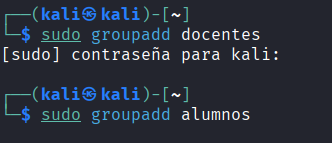 ┌──(kali㉿kali)-[~]
└─$ sudo groupadd docentes
[sudo] contraseña para kali:
┌──(kali㉿kali)-[~]
└─$ sudo groupadd alumnos